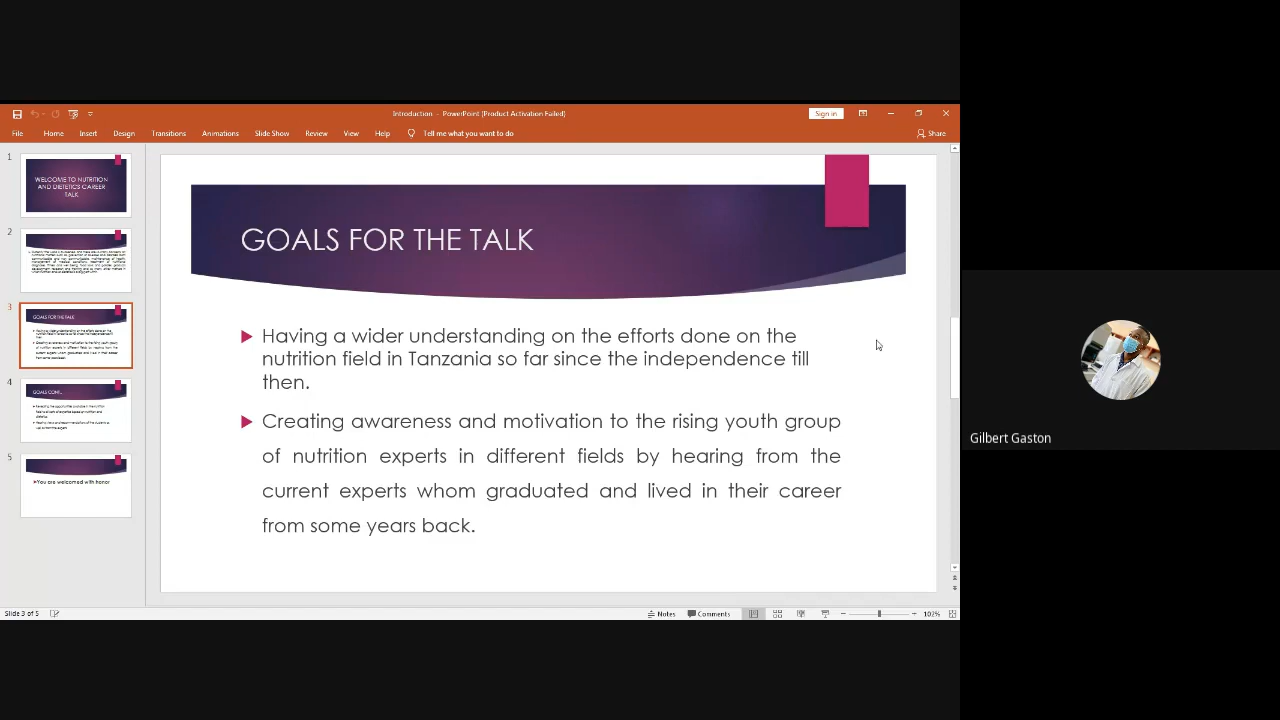 Introduction - PowerPoint (Product Activation Failed)
Sign in
File Home Insert Design Transitions Animations Slide Show Review View Help Tell me what you want to do Share
1
WELCOME TO NUTRITION
AND DIETETICS CAREER
TALK
2
3
GOALS FOR THE TALK
4
GOALS CONT..
5
You are welcomed with honor
GOALS FOR THE TALK
Having a wider understanding on the efforts done on the
nutrition field in Tanzania so far since the independence till
then.
Creating awareness and motivation to the rising youth group
of nutrition experts in different fields by hearing from the
current experts whom graduated and lived in their career
from some years back.
Gilbert Gaston
Slide 3 of 5 Notes Comments 102%